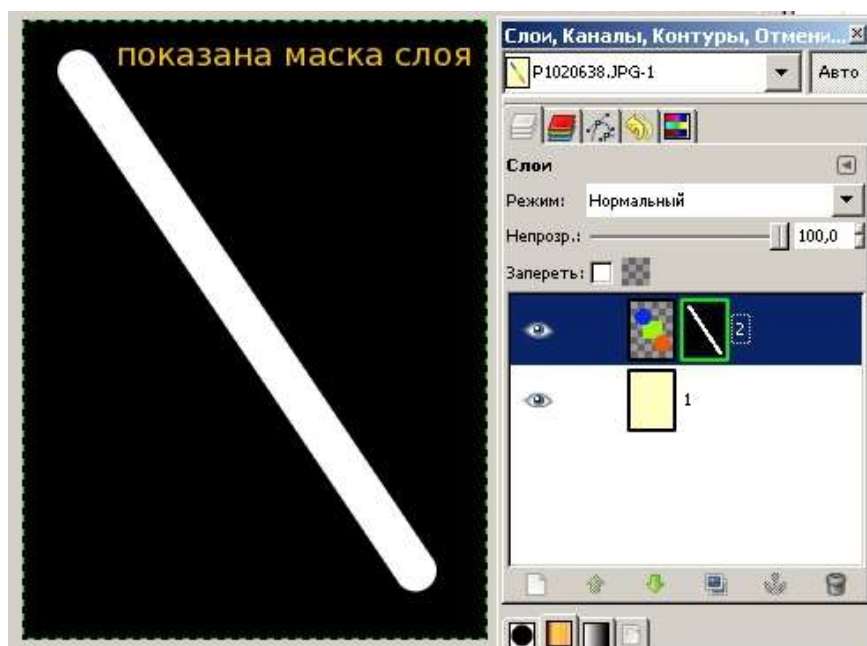 показана маска слоя
Слои, Каналы, Контуры, Отмени...
P1020638.JPG-1
Авто
Слои
Режим: Нормальный
Непрозр.: 100,0
Запереть:
2
1